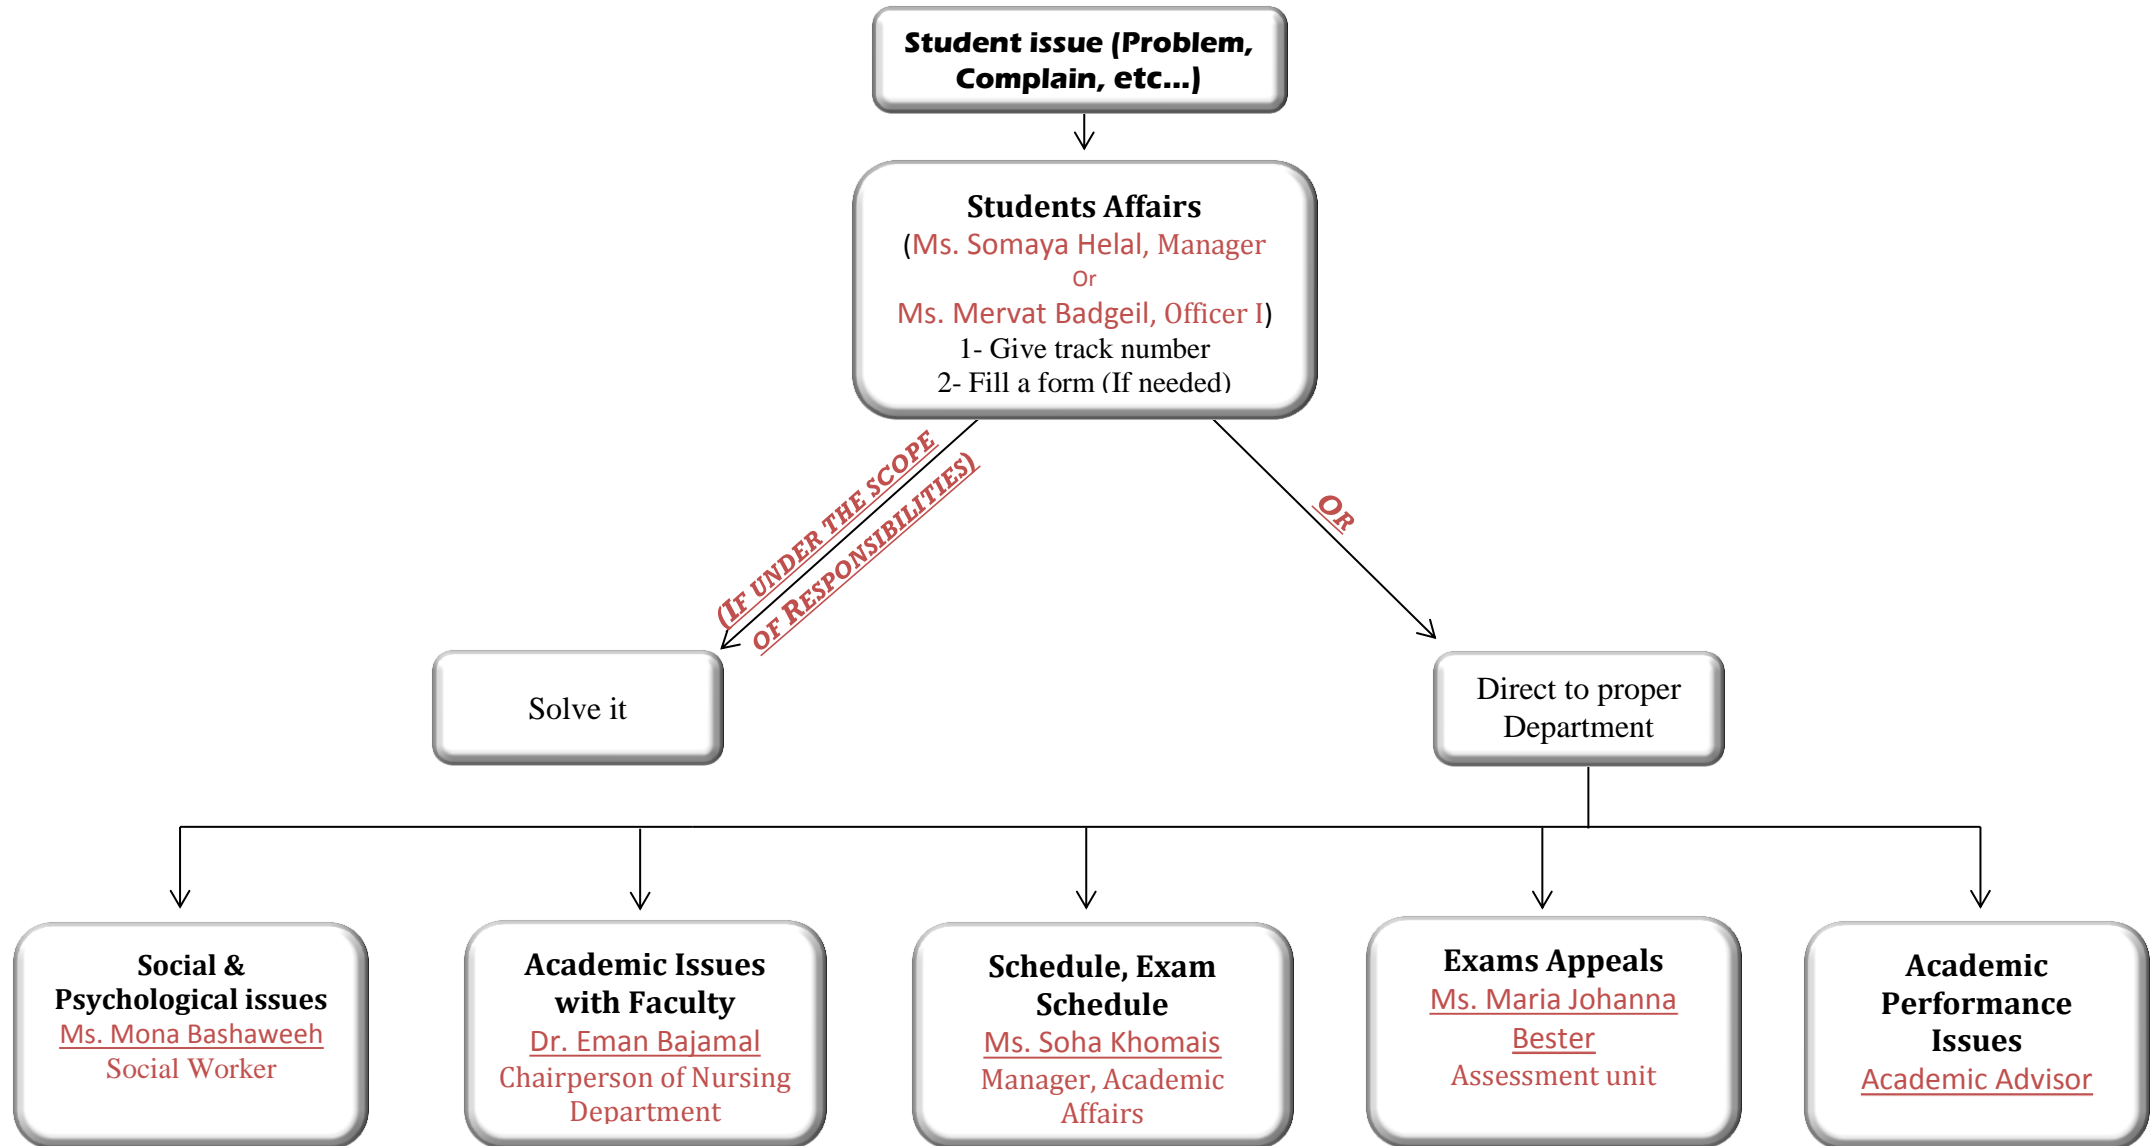 Student issue (Problem,
Complain, etc...)
Students Affairs
(Ms. Somaya Helal, Manager
Or
Ms. Mervat Badgeil, Officer I)
1- Give track number
2- Fill a form (If needed)
(If under the scope
of Responsibilities)
Or
Solve it
Direct to proper
Department
Social &
Psychological issues
Ms. Mona Bashaweeh
Social Worker
Academic Issues
with Faculty
Dr. Eman Bajamal
Chairperson of Nursing
Department
Schedule, Exam
Schedule
Ms. Soha Khomais
Manager, Academic
Affairs
Exams Appeals
Ms. Maria Johanna
Bester
Assessment unit
Academic
Performance
Issues
Academic Advisor